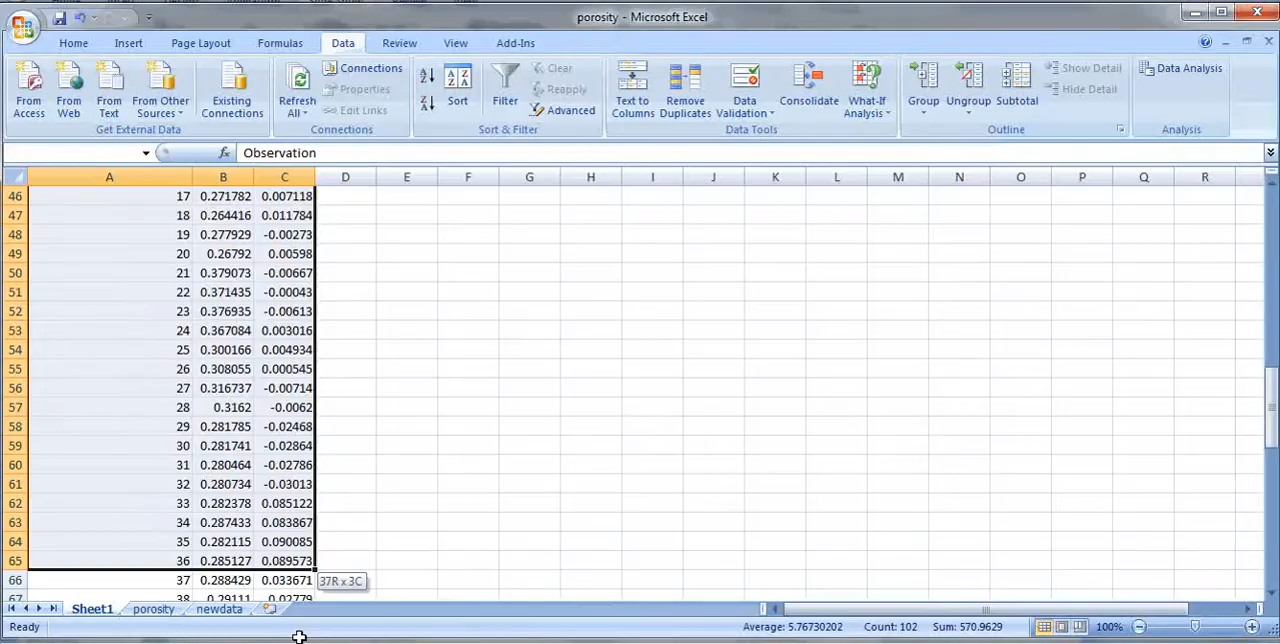 porosity - Microsoft Excel
Home Insert Page Layout Formulas Data Review View Add-Ins
From Access From Web From Text From Other Sources Existing Connections Refresh All Connections Properties Edit Links Sort Filter Clear Reapply Advanced Text to Columns Remove Duplicates Data Validation Consolidate What-If Analysis Group Ungroup Subtotal Show Detail Hide Detail Data Analysis
Get External Data Connections Sort & Filter Data Tools Outline Analysis
fx Observation
A B C D E F G H I J K L M N O P Q R
46 17 0.271782 0.007118
47 18 0.264416 0.011784
48 19 0.277929 -0.00273
49 20 0.26792 0.00598
50 21 0.379073 -0.00667
51 22 0.371435 -0.00043
52 23 0.376935 -0.00613
53 24 0.367084 0.003016
54 25 0.300166 0.004934
55 26 0.308055 0.000545
56 27 0.316737 -0.00714
57 28 0.3162 -0.0062
58 29 0.281785 -0.02468
59 30 0.281741 -0.02864
60 31 0.280464 -0.02786
61 32 0.280734 -0.03013
62 33 0.282378 0.085122
63 34 0.287433 0.083867
64 35 0.282115 0.090085
65 36 0.285127 0.089573
66 37 0.288429 0.033671 37R x 3C
67 38 0.29111 0.02779
Sheet1 porosity newdata
Ready Average: 5.76730202 Count: 102 Sum: 570.9629 100%